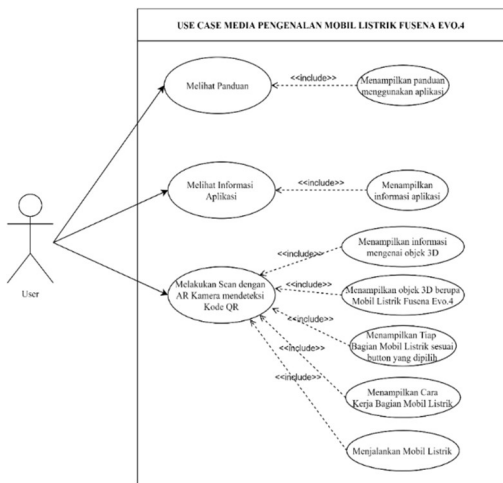 USE CASE MEDIA PENGENALAN MOBIL LISTRIK FUSENA EVO.4
Melihat Panduan
<<include>>
Menampilkan panduan
menggunakan aplikasi
Melihat Informasi
Aplikasi
<<include>>
Menampilkan
informasi aplikasi
User
Melakukan Scan dengan
AR Kamera mendeteksi
Kode QR
<<include>>
Menampilkan informasi
mengenai objek 3D
<<include>>
Menampilkan objek 3D berupa
Mobil Listrik Fusena Evo.4
<<include>>
Menampilkan Tiap
Bagian Mobil Listrik sesuai
button yang dipilih
<<include>>
Menampilkan Cara
Kerja Bagian Mobil Listrik
<<include>>
Menjalankan Mobil Listrik